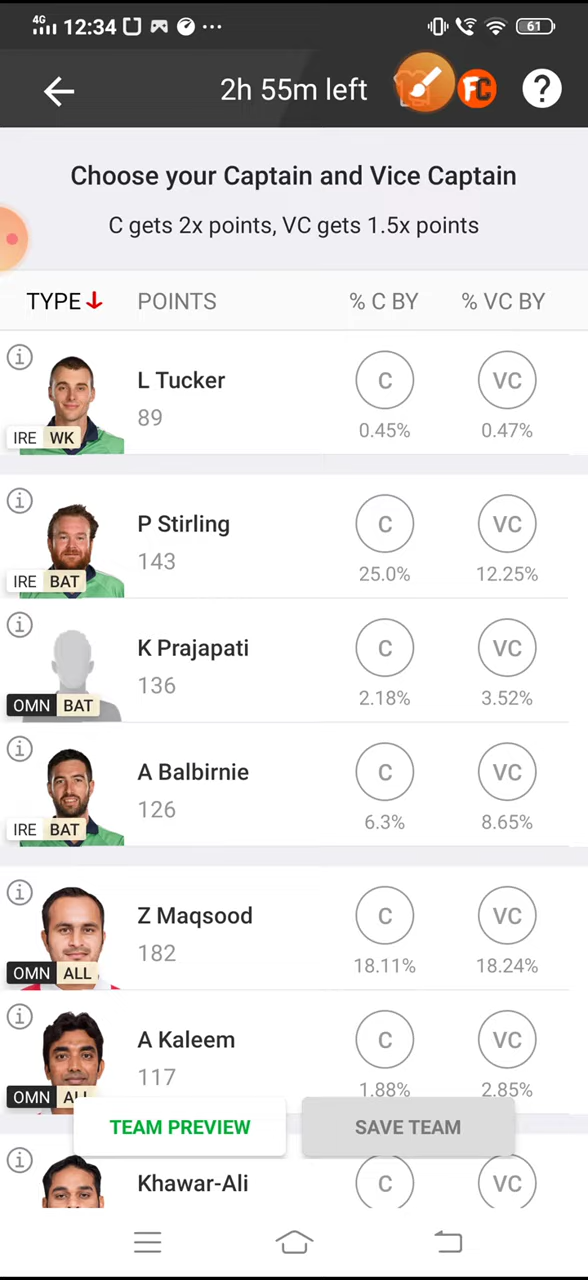 4G 12:34 61
2h 55m left FC ?
Choose your Captain and Vice Captain
C gets 2x points, VC gets 1.5x points
TYPE POINTS % C BY % VC BY
L Tucker C VC
89 0.45% 0.47%
IRE WK
P Stirling C VC
143 25.0% 12.25%
IRE BAT
K Prajapati C VC
136 2.18% 3.52%
OMN BAT
A Balbirnie C VC
126 6.3% 8.65%
IRE BAT
Z Maqsood C VC
182 18.11% 18.24%
OMN ALL
A Kaleem C VC
117 1.88% 2.85%
OMN ALL
TEAM PREVIEW SAVE TEAM
Khawar-Ali C VC